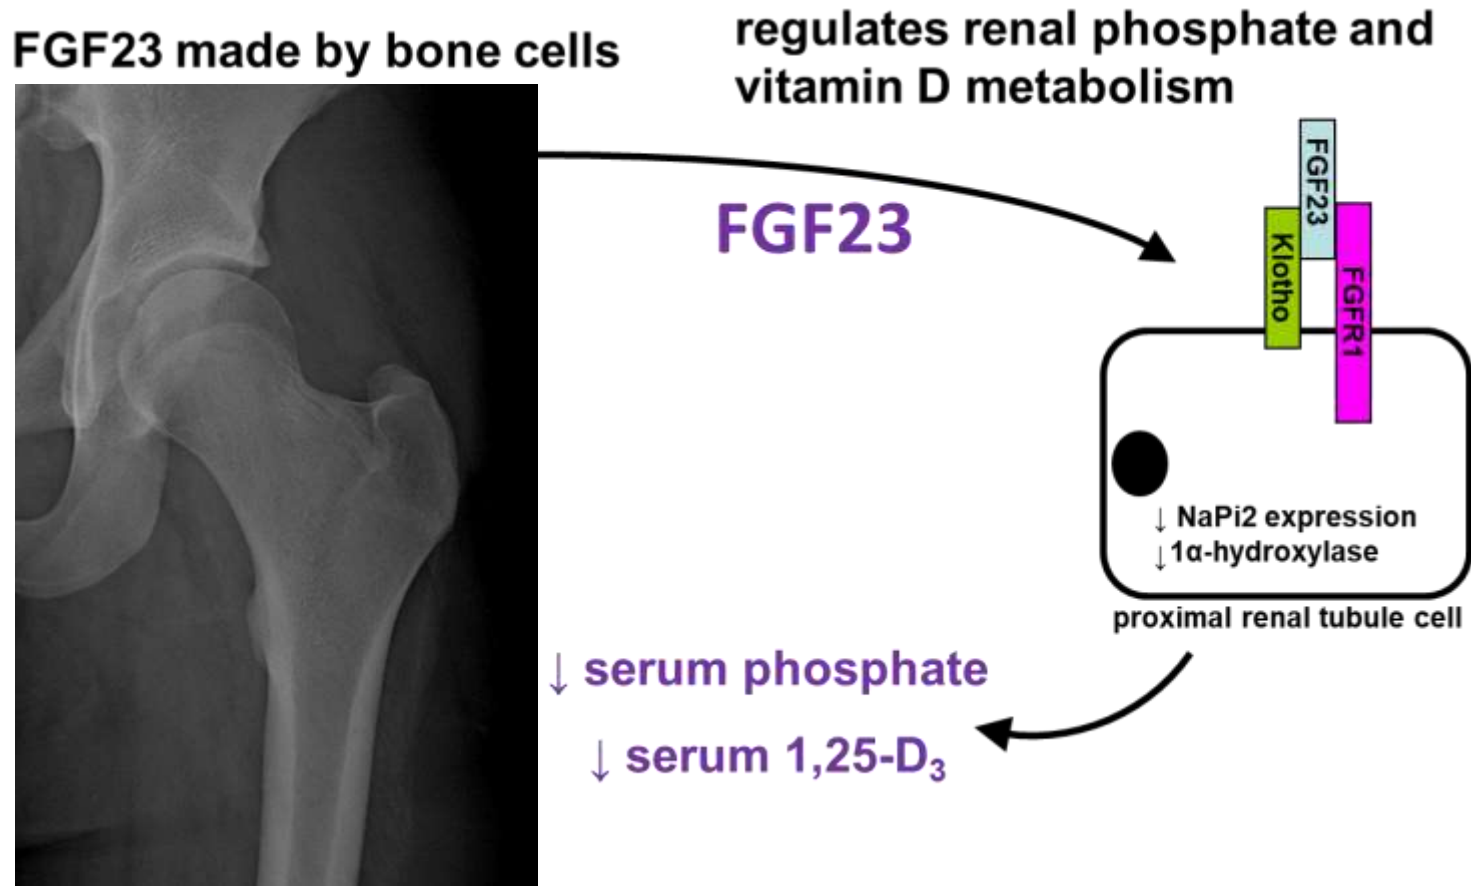 FGF23 made by bone cells
regulates renal phosphate and
vitamin D metabolism
FGF23
FGF23
Klotho
FGFR1
↓ NaPi2 expression
↓1α-hydroxylase
proximal renal tubule cell
↓ serum phosphate
↓ serum 1,25-D₃